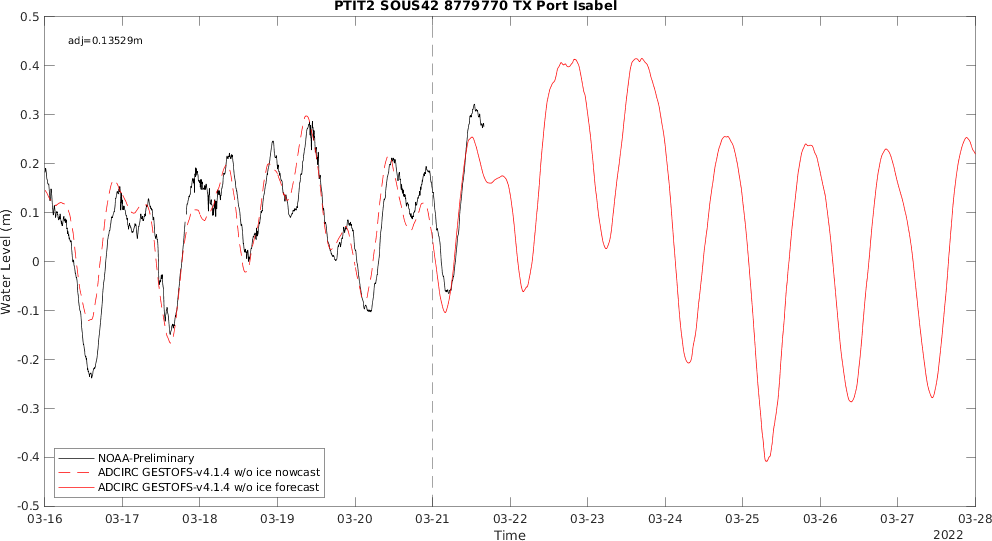 PTIT2 SOUS42 8779770 TX Port Isabel
adj=0.13529m
0.5
0.4
0.3
0.2
0.1
0
-0.1
-0.2
-0.3
-0.4
-0.5
Water Level (m)
NOAA-Preliminary
ADCIRC GESTOFS-v4.1.4 w/o ice nowcast
ADCIRC GESTOFS-v4.1.4 w/o ice forecast
03-16 03-17 03-18 03-19 03-20 03-21 03-22 03-23 03-24 03-25 03-26 03-27 03-28
Time
2022